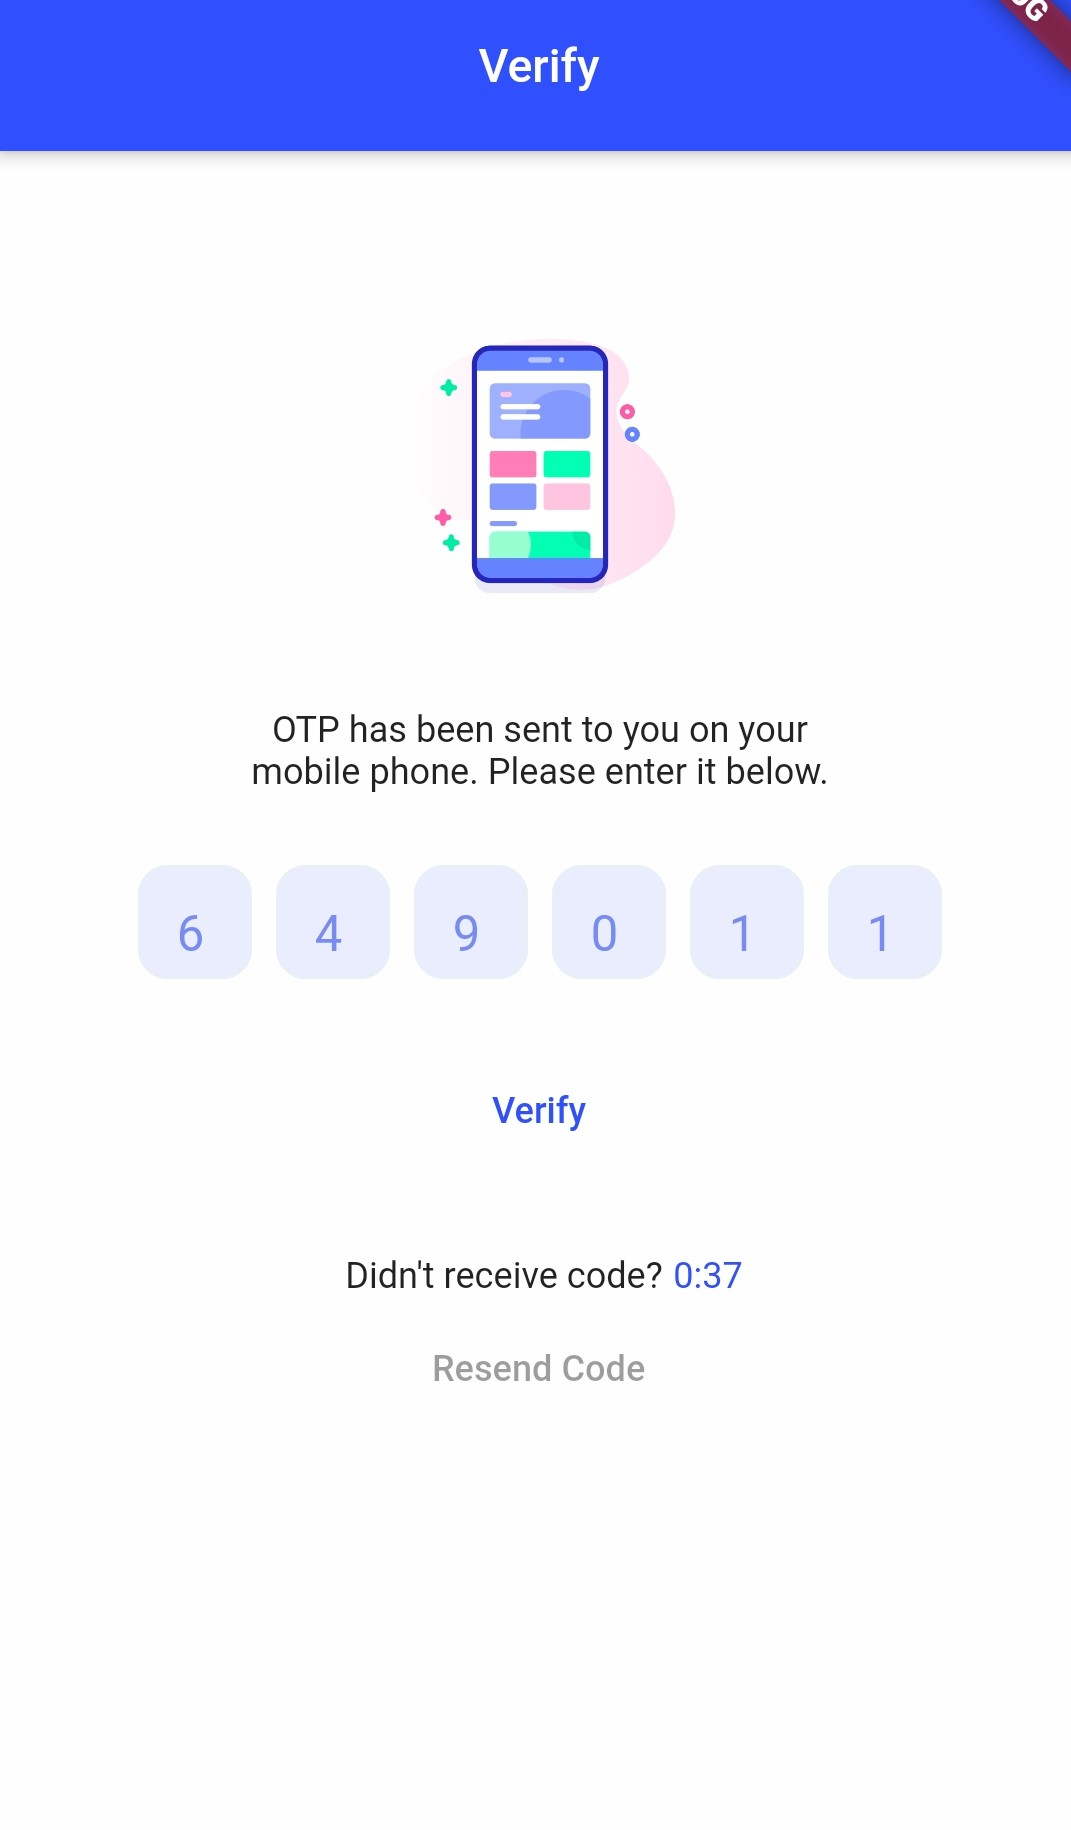 Verify
OTP has been sent to you on your
mobile phone. Please enter it below.
6 4 9 0 1 1
Verify
Didn't receive code? 0:37
Resend Code